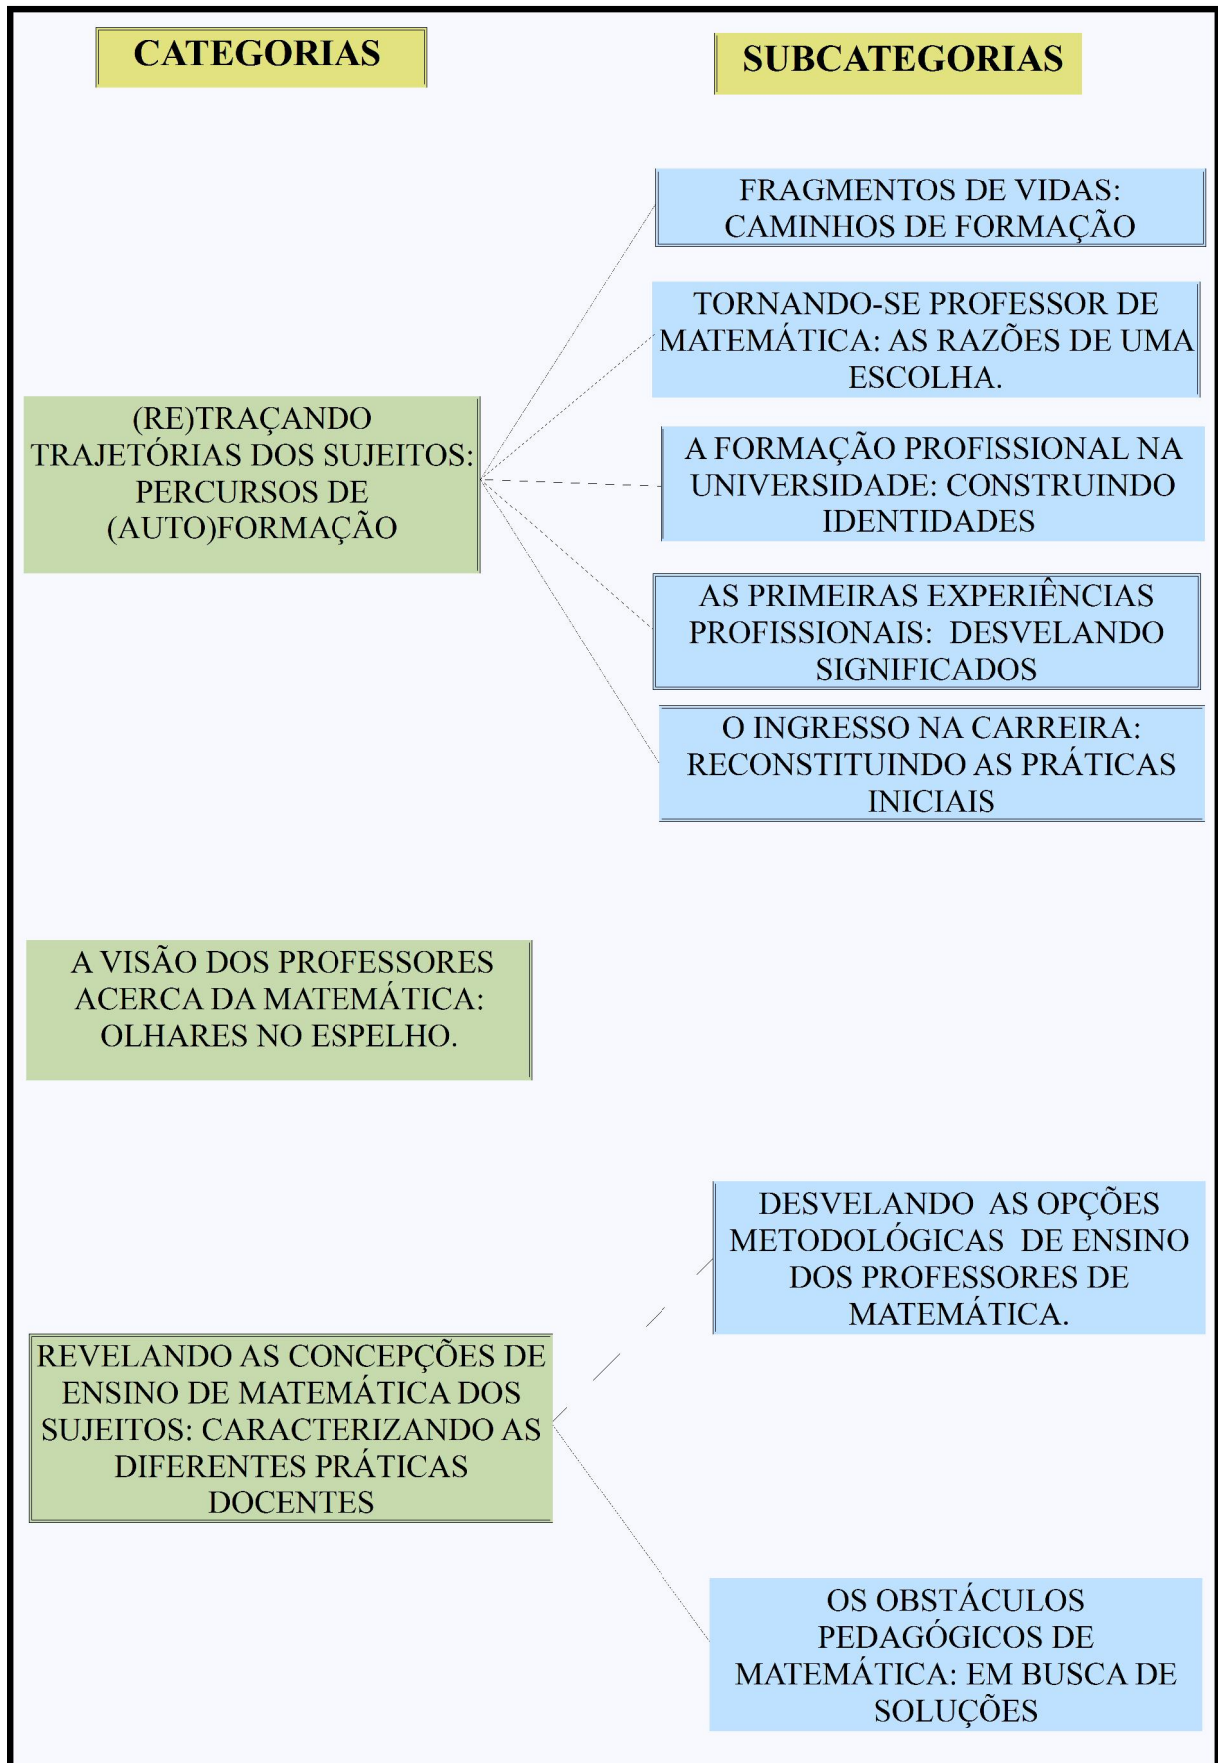 CATEGORIAS
SUBCATEGORIAS
FRAGMENTOS DE VIDAS:
CAMINHOS DE FORMAÇÃO
TORNANDO-SE PROFESSOR DE
MATEMÁTICA: AS RAZÕES DE UMA
ESCOLHA.
(RE)TRAÇANDO
TRAJETÓRIAS DOS SUJEITOS:
PERCURSOS DE
(AUTO)FORMAÇÃO
A FORMAÇÃO PROFISSIONAL NA
UNIVERSIDADE: CONSTRUINDO
IDENTIDADES
AS PRIMEIRAS EXPERIÊNCIAS
PROFISSIONAIS:  DESVELANDO
SIGNIFICADOS
O INGRESSO NA CARREIRA:
RECONSTITUINDO AS PRÁTICAS
INICIAIS
A VISÃO DOS PROFESSORES
ACERCA DA MATEMÁTICA:
OLHARES NO ESPELHO.
DESVELANDO  AS OPÇÕES
METODOLÓGICAS  DE ENSINO
DOS PROFESSORES DE
MATEMÁTICA.
REVELANDO AS CONCEPÇÕES DE
ENSINO DE MATEMÁTICA DOS
SUJEITOS: CARACTERIZANDO AS
DIFERENTES PRÁTICAS
DOCENTES
OS OBSTÁCULOS
PEDAGÓGICOS DE
MATEMÁTICA: EM BUSCA DE
SOLUÇÕES